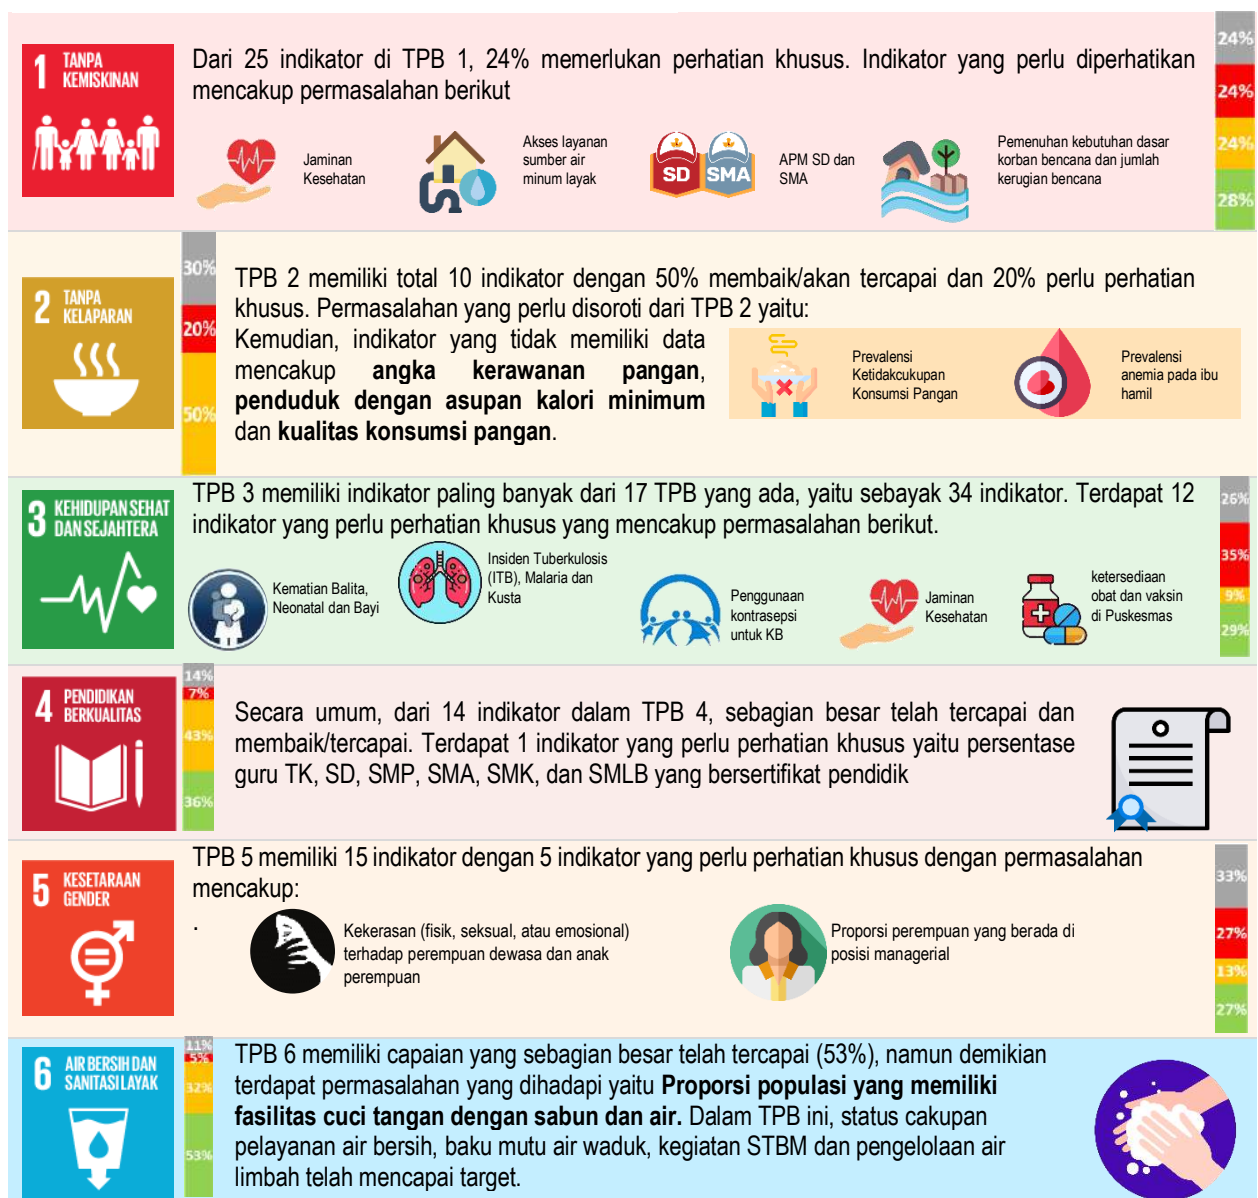 1 TANPA
KEMISKINAN
Dari 25 indikator di TPB 1, 24% memerlukan perhatian khusus. Indikator yang perlu diperhatikan
mencakup permasalahan berikut
Jaminan
Kesehatan
Akses layanan
sumber air
minum layak
SD SMA
APM SD dan
SMA
Pemenuhan kebutuhan dasar
korban bencana dan jumlah
kerugian bencana
24%
24%
24%
28%
2 TANPA
KELAPARAN
30%
20%
50%
TPB 2 memiliki total 10 indikator dengan 50% membaik/akan tercapai dan 20% perlu perhatian
khusus. Permasalahan yang perlu disoroti dari TPB 2 yaitu:
Kemudian, indikator yang tidak memiliki data
mencakup angka kerawanan pangan,
penduduk dengan asupan kalori minimum
dan kualitas konsumsi pangan.
Prevalensi
Ketidakcukupan
Konsumsi Pangan
Prevalensi
anemia pada ibu
hamil
3 KEHIDUPAN SEHAT
DAN SEJAHTERA
TPB 3 memiliki indikator paling banyak dari 17 TPB yang ada, yaitu sebayak 34 indikator. Terdapat 12
indikator yang perlu perhatian khusus yang mencakup permasalahan berikut.
Kematian Balita,
Neonatal dan Bayi
Insiden Tuberkulosis
(ITB), Malaria dan
Kusta
Penggunaan
kontrasepsi
untuk KB
Jaminan
Kesehatan
ketersediaan
obat dan vaksin
di Puskesmas
26%
35%
9%
29%
4 PENDIDIKAN
BERKUALITAS
14%
7%
43%
36%
Secara umum, dari 14 indikator dalam TPB 4, sebagian besar telah tercapai dan
membaik/tercapai. Terdapat 1 indikator yang perlu perhatian khusus yaitu persentase
guru TK, SD, SMP, SMA, SMK, dan SMLB yang bersertifikat pendidik
5 KESETARAAN
GENDER
TPB 5 memiliki 15 indikator dengan 5 indikator yang perlu perhatian khusus dengan permasalahan
mencakup:
.
Kekerasan (fisik, seksual, atau emosional)
terhadap perempuan dewasa dan anak
perempuan
Proporsi perempuan yang berada di
posisi managerial
33%
27%
13%
27%
6 AIR BERSIH DAN
SANITASI LAYAK
11%
5%
32%
53%
TPB 6 memiliki capaian yang sebagian besar telah tercapai (53%), namun demikian
terdapat permasalahan yang dihadapi yaitu Proporsi populasi yang memiliki
fasilitas cuci tangan dengan sabun dan air. Dalam TPB ini, status cakupan
pelayanan air bersih, baku mutu air waduk, kegiatan STBM dan pengelolaan air
limbah telah mencapai target.